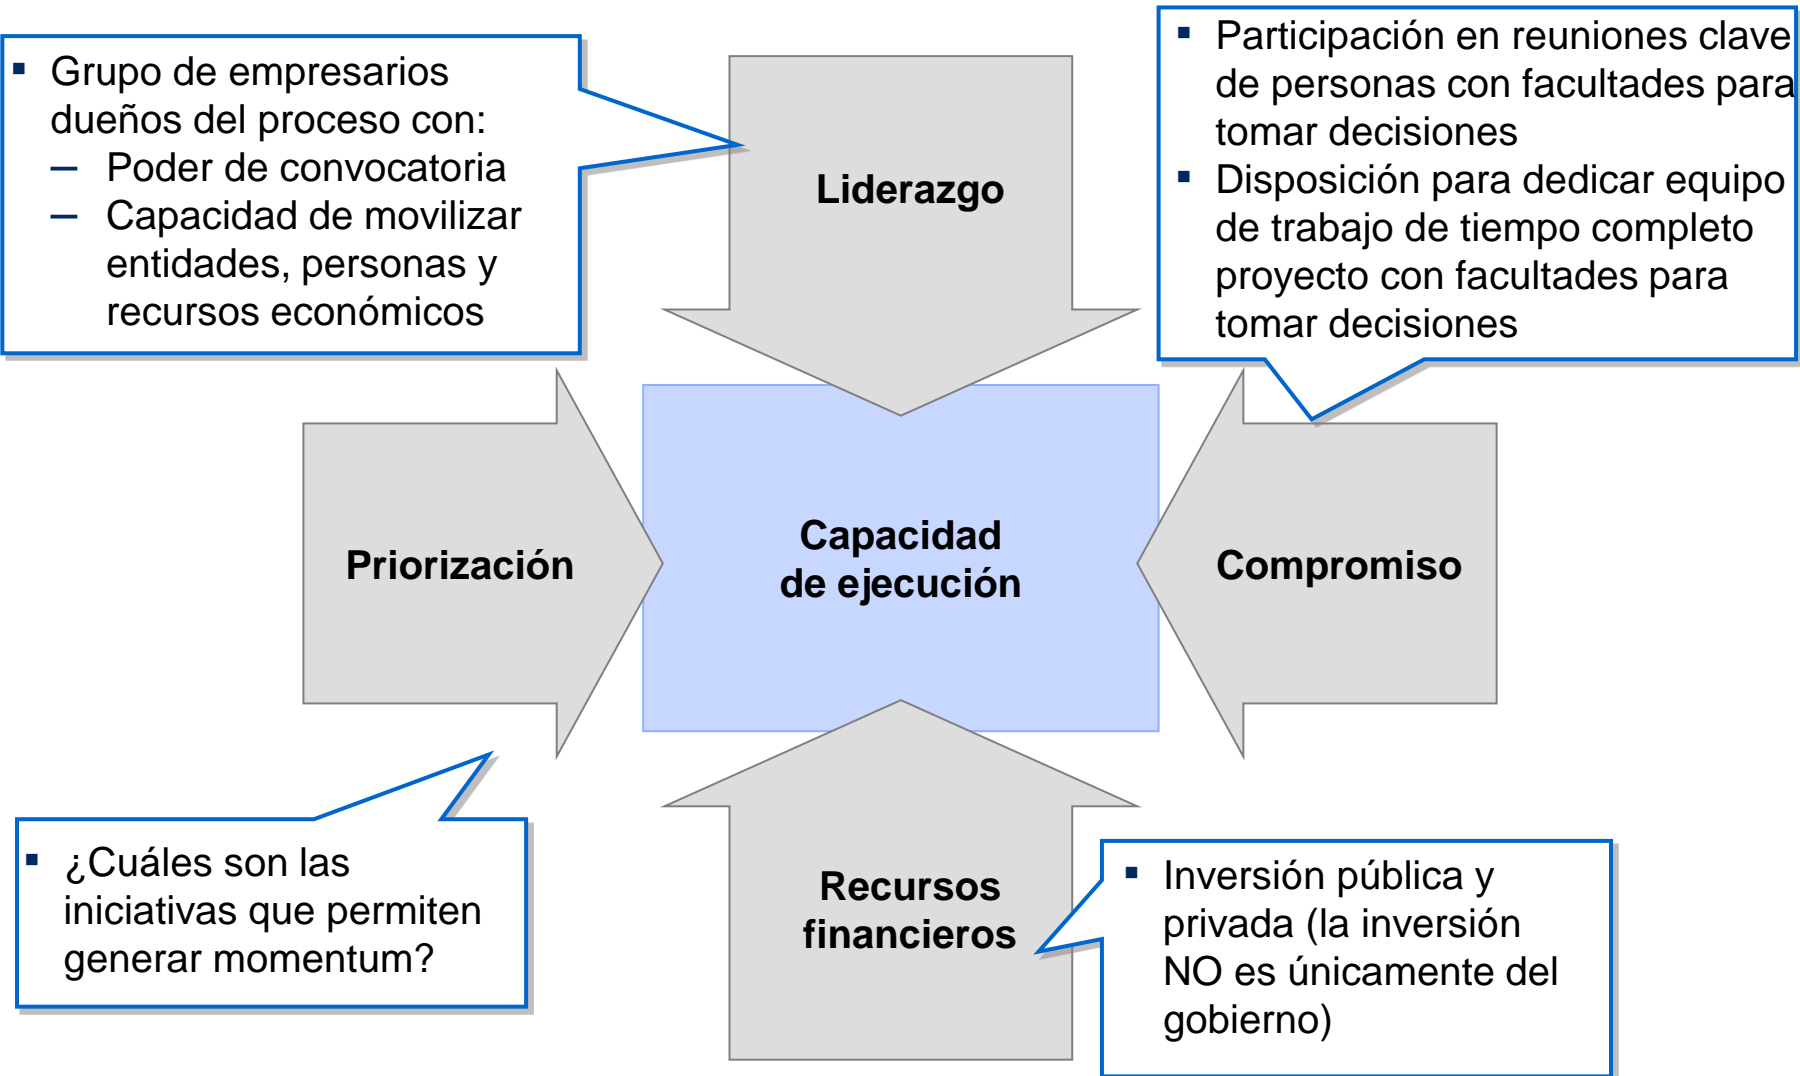 ▪ Grupo de empresarios
dueños del proceso con:
– Poder de convocatoria
– Capacidad de movilizar
entidades, personas y
recursos económicos
Liderazgo
▪ Participación en reuniones clave
de personas con facultades para
tomar decisiones
▪ Disposición para dedicar equipo
de trabajo de tiempo completo
proyecto con facultades para
tomar decisiones
Priorización
Capacidad
de ejecución
Compromiso
▪ ¿Cuáles son las
iniciativas que permiten
generar momentum?
Recursos
financieros
▪ Inversión pública y
privada (la inversión
NO es únicamente del
gobierno)